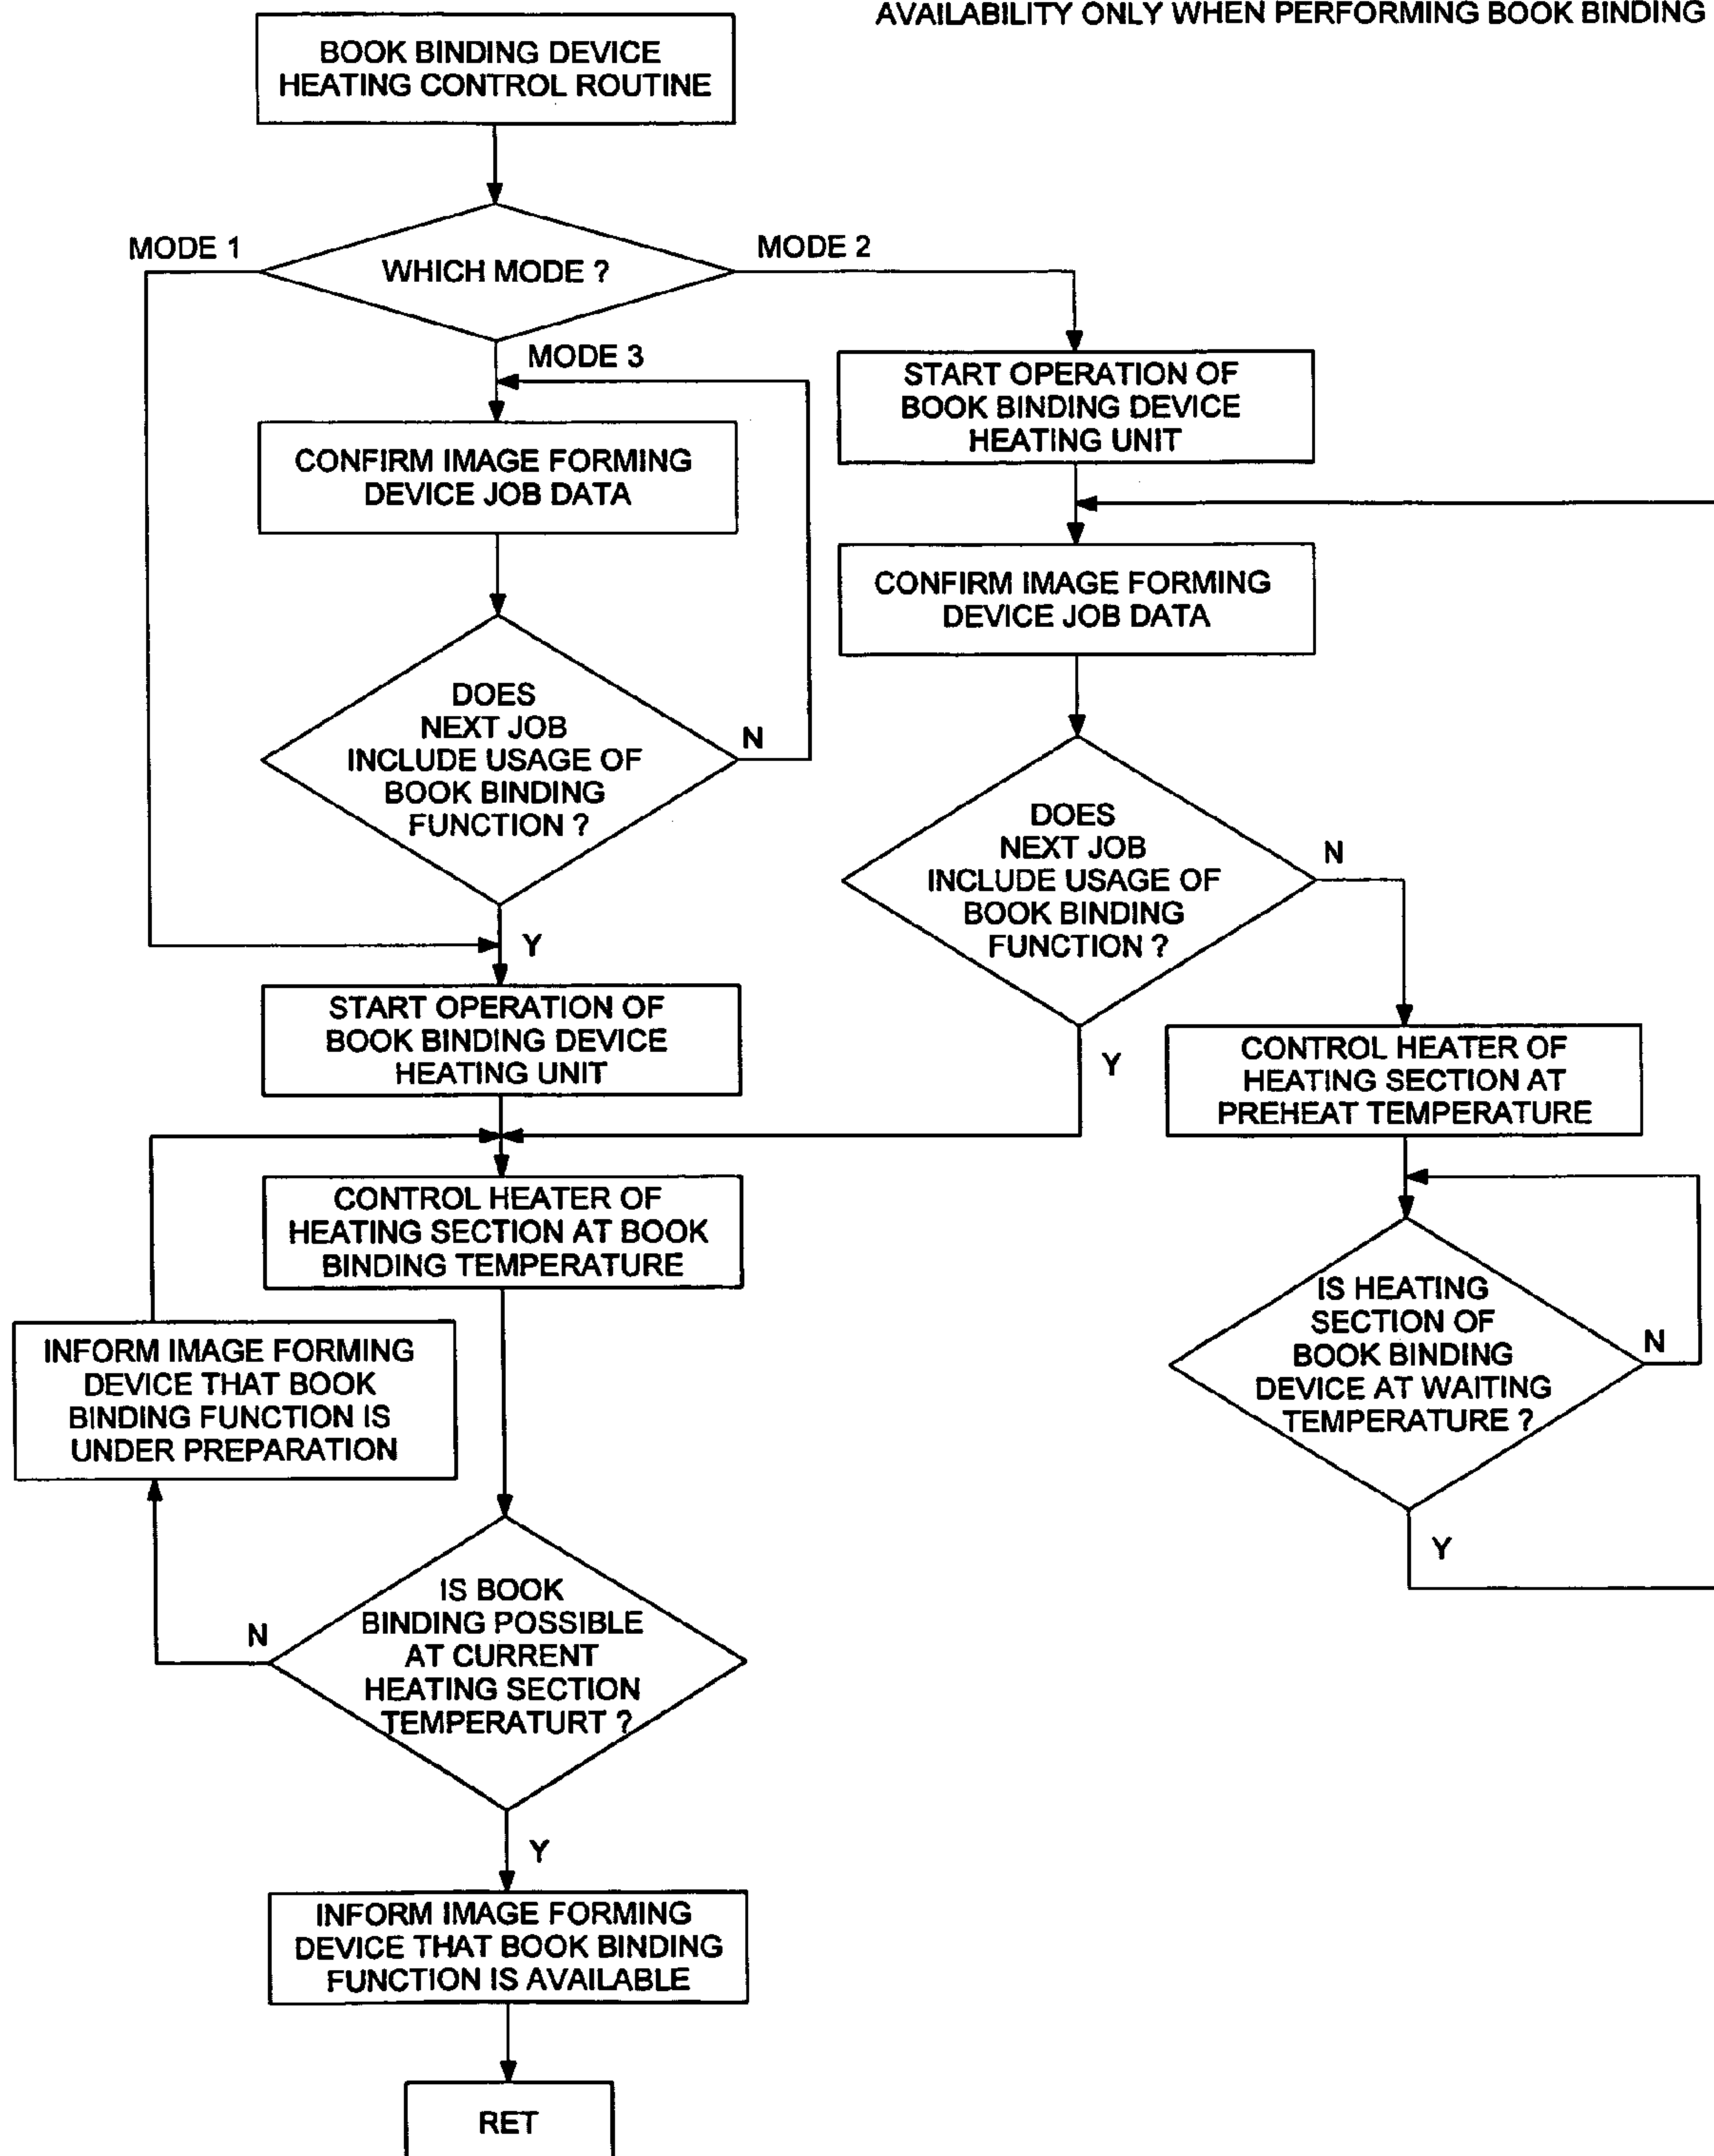 AVAILABILITY ONLY WHEN PERFORMING BOOK BINDING
BOOK BINDING DEVICE
HEATING CONTROL ROUTINE
MODE 1
WHICH MODE ?
MODE 2
MODE 3
CONFIRM IMAGE FORMING
DEVICE JOB DATA
DOES
NEXT JOB
INCLUDE USAGE OF
BOOK BINDING
FUNCTION ?
N
Y
START OPERATION OF
BOOK BINDING DEVICE
HEATING UNIT
CONTROL HEATER OF
HEATING SECTION AT BOOK
BINDING TEMPERATURE
INFORM IMAGE FORMING
DEVICE THAT BOOK
BINDING FUNCTION IS
UNDER PREPARATION
IS BOOK
BINDING POSSIBLE
AT CURRENT
HEATING SECTION
TEMPERATURT ?
N
Y
INFORM IMAGE FORMING
DEVICE THAT BOOK BINDING
FUNCTION IS AVAILABLE
RET
START OPERATION OF
BOOK BINDING DEVICE
HEATING UNIT
CONFIRM IMAGE FORMING
DEVICE JOB DATA
DOES
NEXT JOB
INCLUDE USAGE OF
BOOK BINDING
FUNCTION ?
N
Y
CONTROL HEATER OF
HEATING SECTION AT
PREHEAT TEMPERATURE
IS HEATING
SECTION OF
BOOK BINDING
DEVICE AT WAITING
TEMPERATURE ?
N
Y